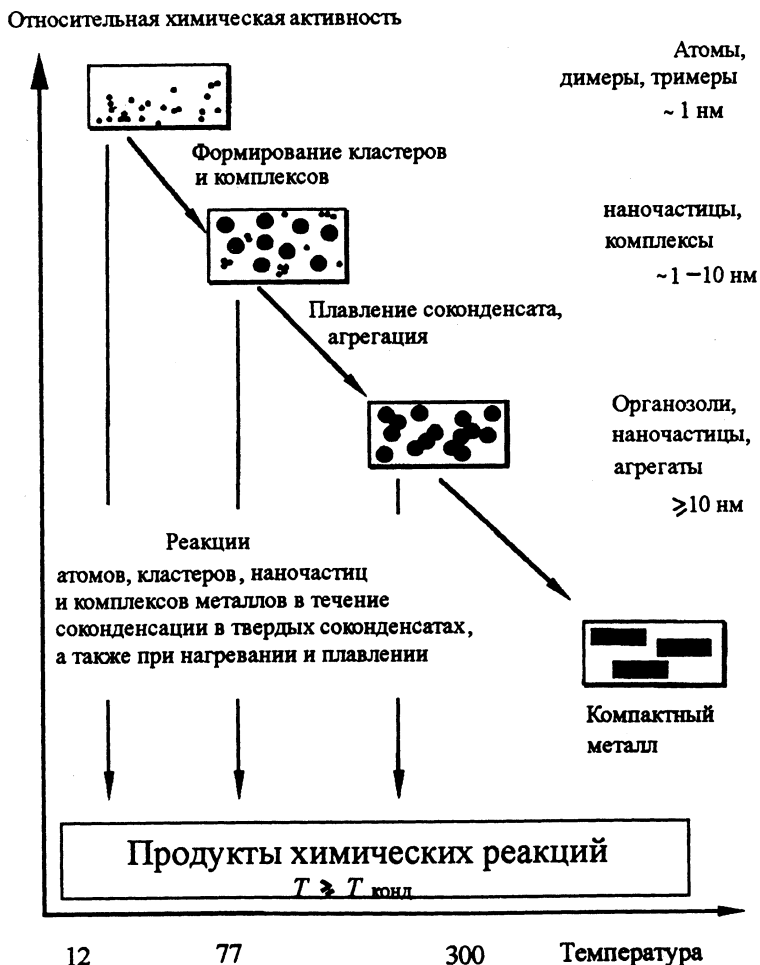 Относительная химическая активность
Атомы,
димеры, тримеры
~ 1 нм
Формирование кластеров
и комплексов
наночастицы,
комплексы
~1–10 нм
Плавление соконденсата,
агрегация
Органозоли,
наночастицы,
агрегаты
⩾10 нм
Реакции
атомов, кластеров, наночастиц
и комплексов металлов в течение
соконденсации в твердых соконденсатах,
а также при нагревании и плавлении
Компактный
металл
Продукты химических реакций
T ⩾ T конд
12 77 300 Температура